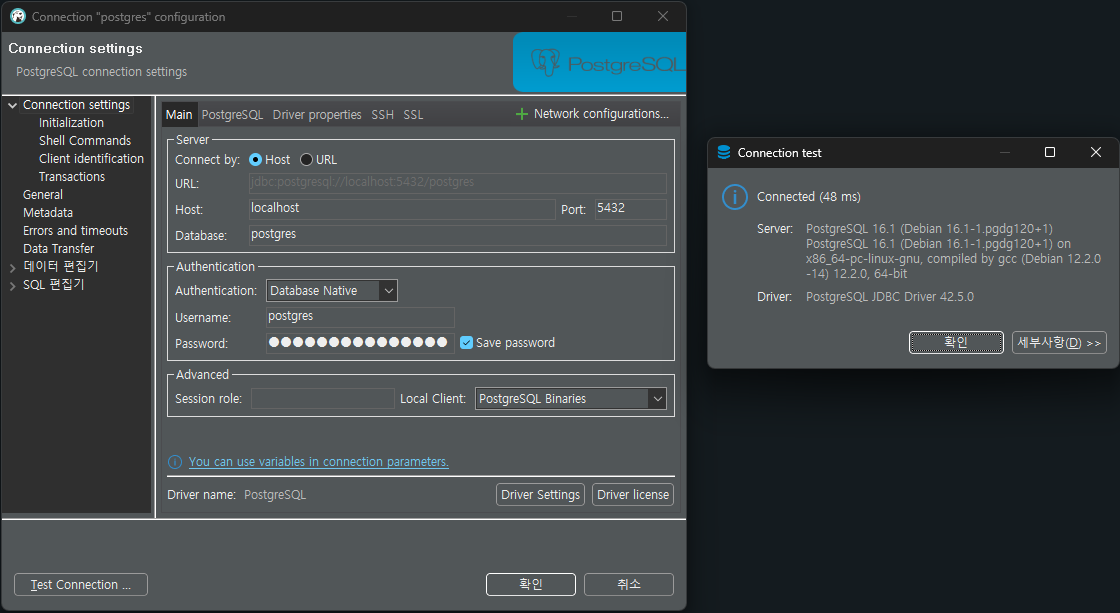 Connection "postgres" configuration
Connection settings
PostgreSQL connection settings
PostgreSQL
Connection settings
Initialization
Shell Commands
Client identification
Transactions
General
Metadata
Errors and timeouts
Data Transfer
데이터 편집기
SQL 편집기
Main PostgreSQL Driver properties SSH SSL Network configurations...
Server
Connect by: Host URL
URL: jdbc:postgresql://localhost:5432/postgres
Host: localhost Port: 5432
Database: postgres
Authentication
Authentication: Database Native
Username: postgres
Password: ●●●●●●●●●●●●●●● Save password
Advanced
Session role: Local Client: PostgreSQL Binaries
You can use variables in connection parameters.
Driver name: PostgreSQL Driver Settings Driver license
Test Connection ... 확인 취소
Connection test
Connected (48 ms)
Server: PostgreSQL 16.1 (Debian 16.1-1.pgdg120+1)
PostgreSQL 16.1 (Debian 16.1-1.pgdg120+1) on
x86_64-pc-linux-gnu, compiled by gcc (Debian 12.2.0
-14) 12.2.0, 64-bit
Driver: PostgreSQL JDBC Driver 42.5.0
확인 세부사항(D) >>